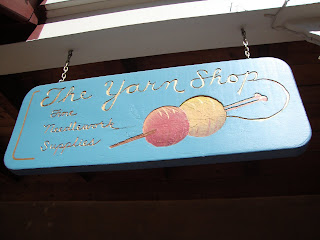 The Yarn Shop
Fine
Needlework
Supplies